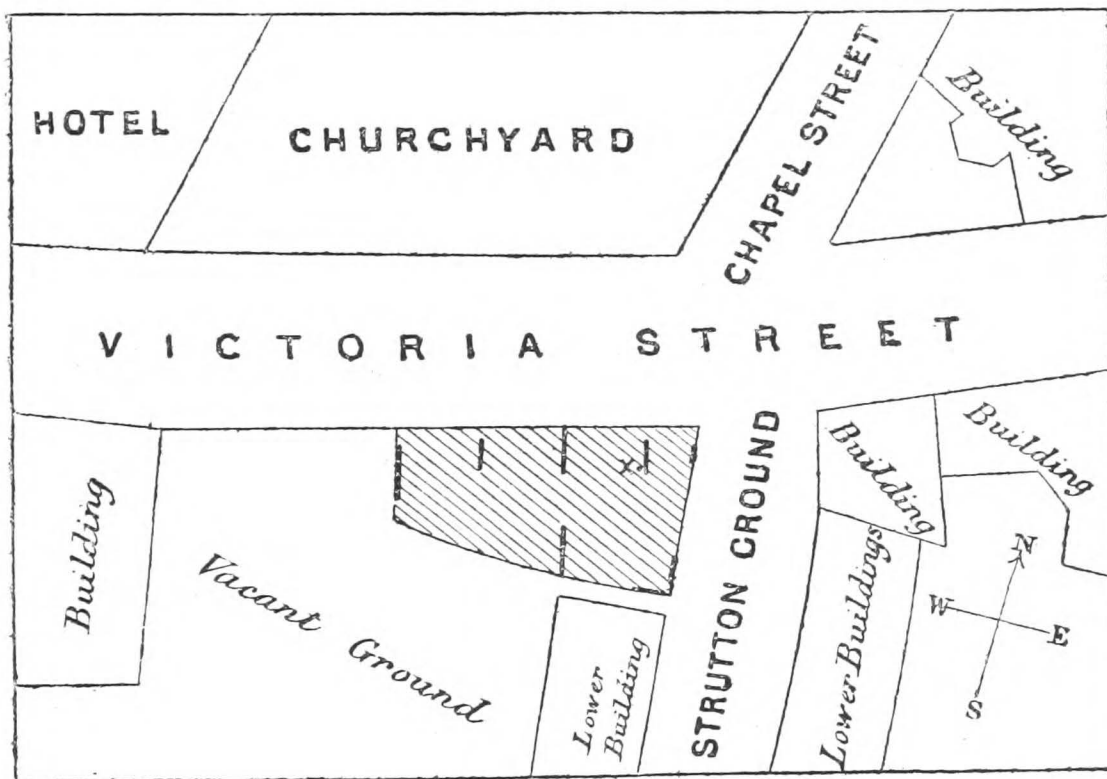 HOTEL
CHURCHYARD
CHAPEL STREET
Building
VICTORIA STREET
Building
Vacant Ground
X
Lower
Building
STRUTTON GROUND
Building
Building
Lower Buildings
N
W
E
S